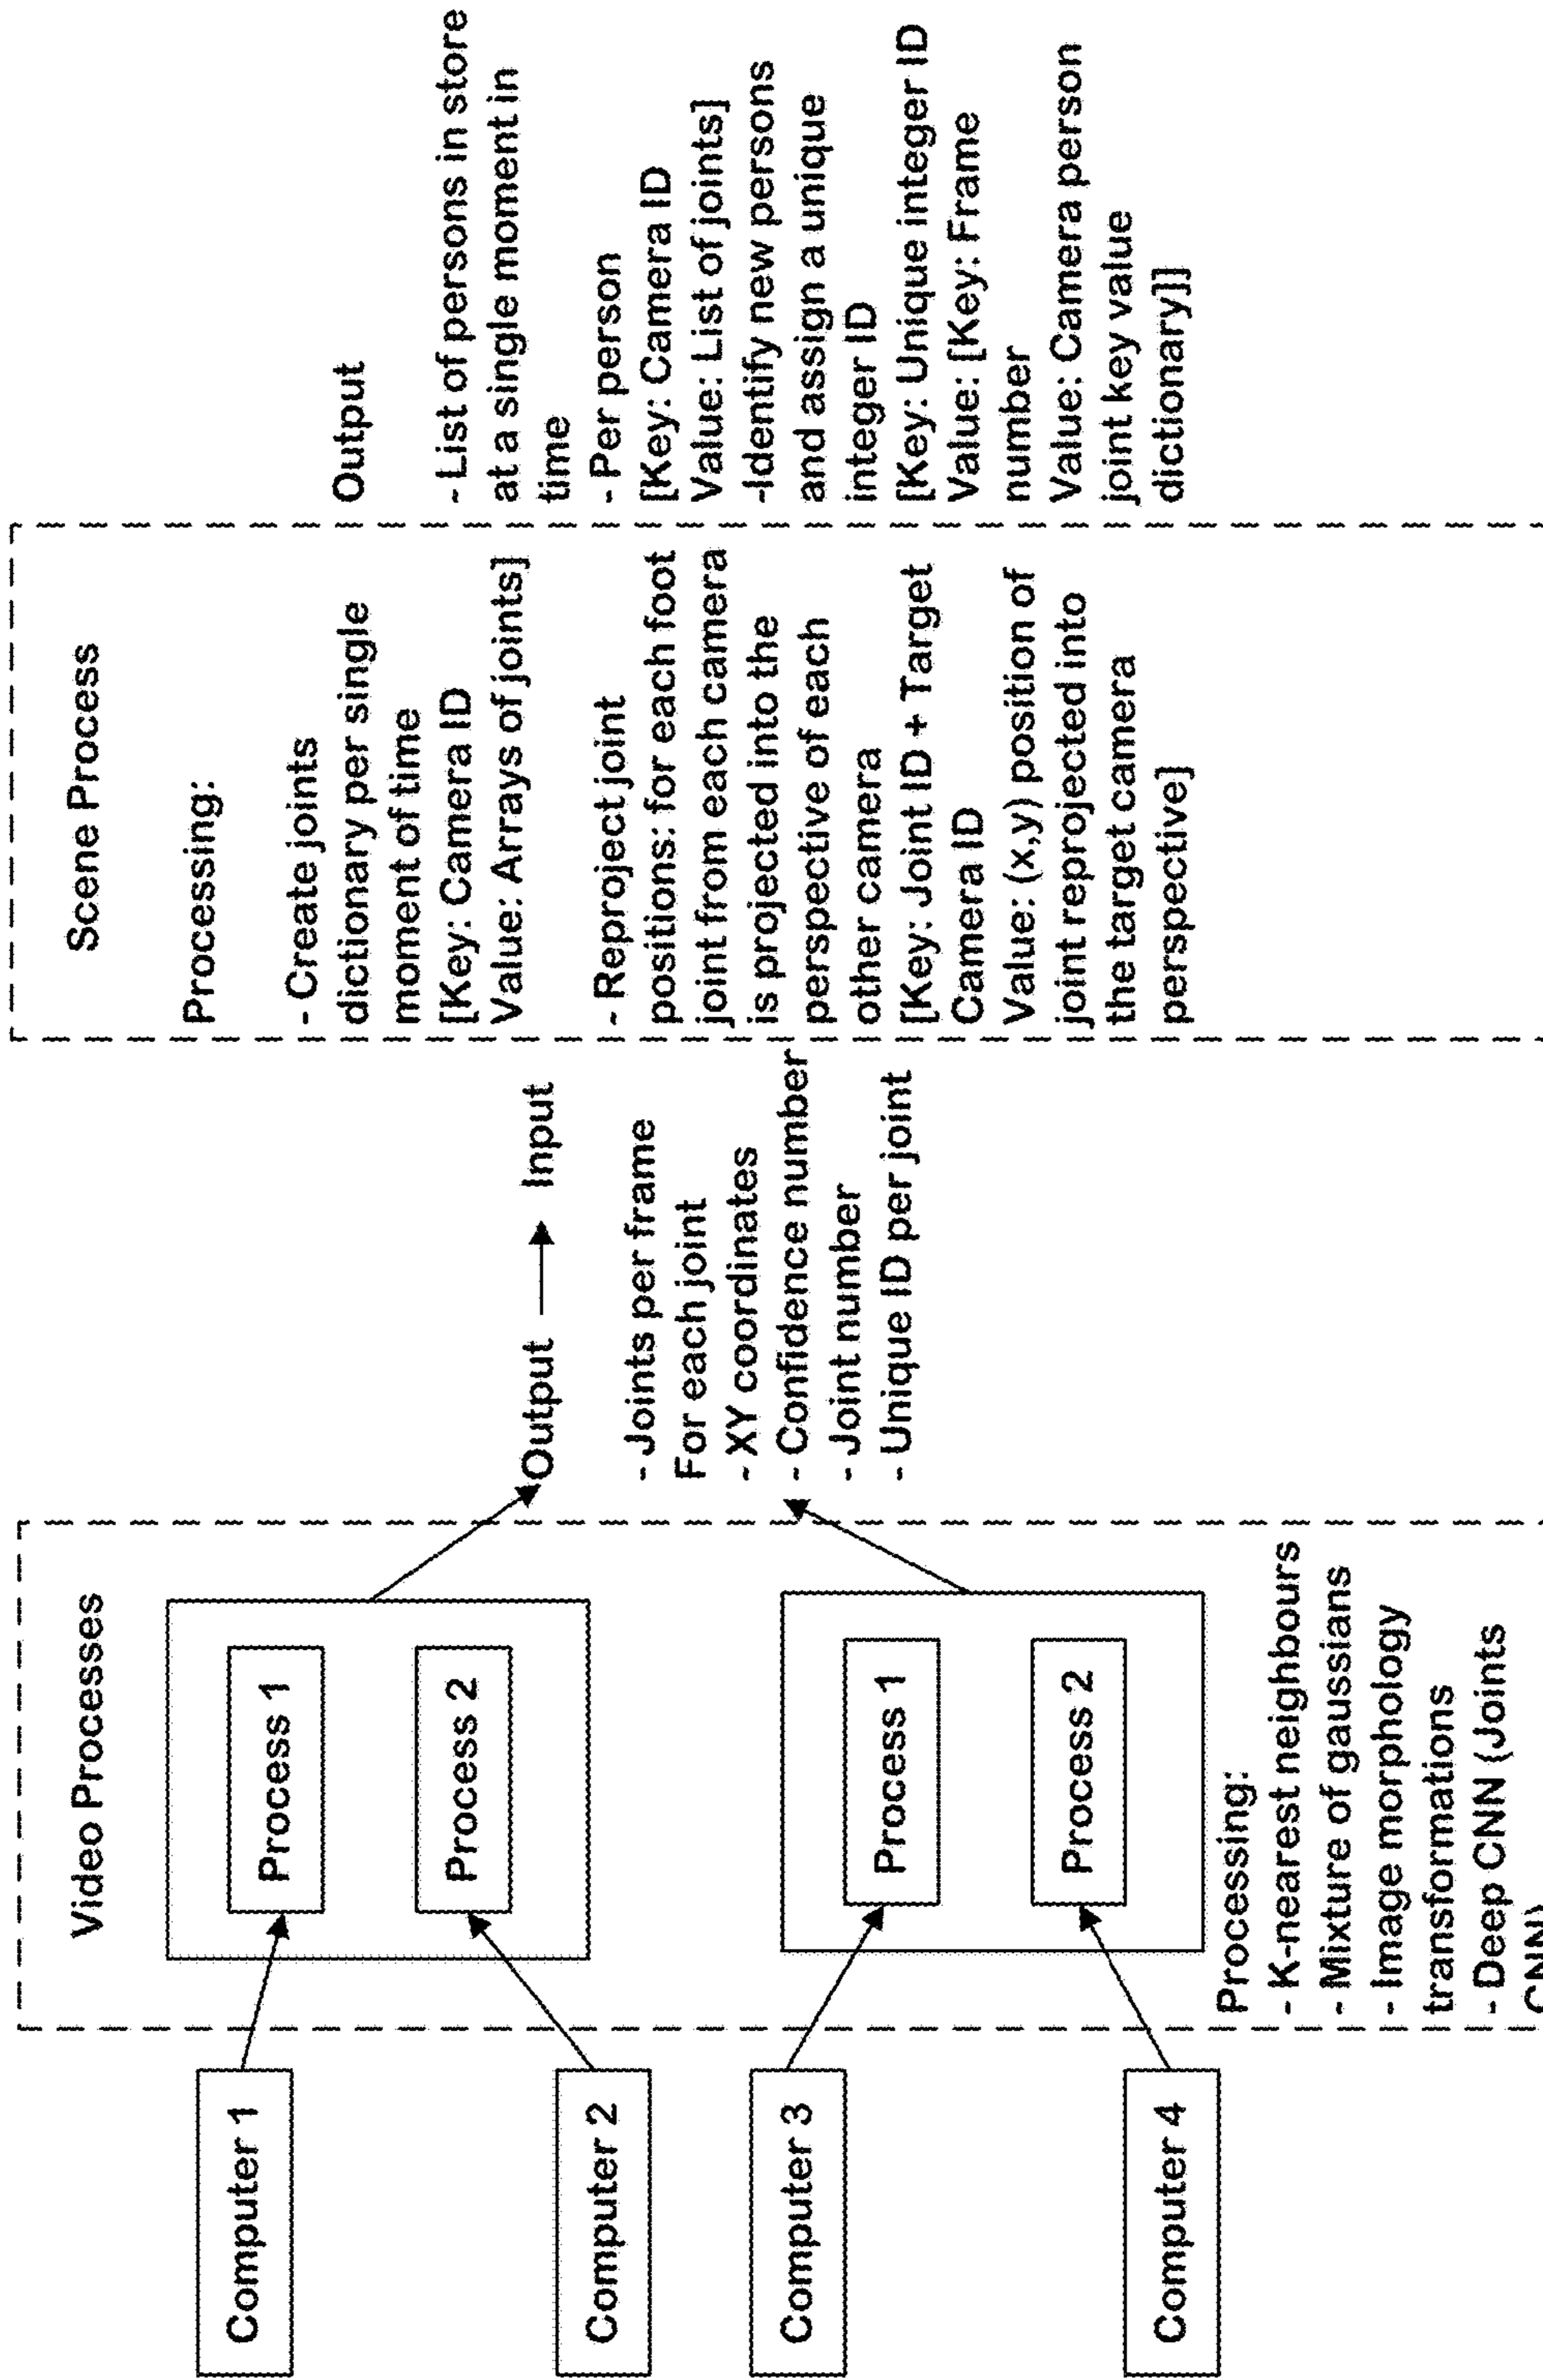 Computer 1
Computer 2
Computer 3
Computer 4
Video Processes
Process 1
Process 2
Process 1
Process 2
Processing:
- K-nearest neighbours
- Mixture of gaussians
- Image morphology
transformations
- Deep CNN (Joints
CNN)
Output
Input
- Joints per frame
For each joint
- XY coordinates
- Confidence number
- Joint number
- Unique ID per joint
Scene Process
Processing:
- Create joints
dictionary per single
moment of time
[Key: Camera ID
Value: Arrays of joints]
- Reproject joint
positions: for each foot
joint from each camera
is projected into the
perspective of each
other camera
[Key: Joint ID + Target
Camera ID
Value: (x,y) position of
joint reprojected into
the target camera
perspective]
Output
- List of persons in store
at a single moment in
time
- Per person
[Key: Camera ID
Value: List of joints]
-Identify new persons
and assign a unique
integer ID
[Key: Unique integer ID
Value: [Key: Frame
number
Value: Camera person
joint key value
dictionary]]